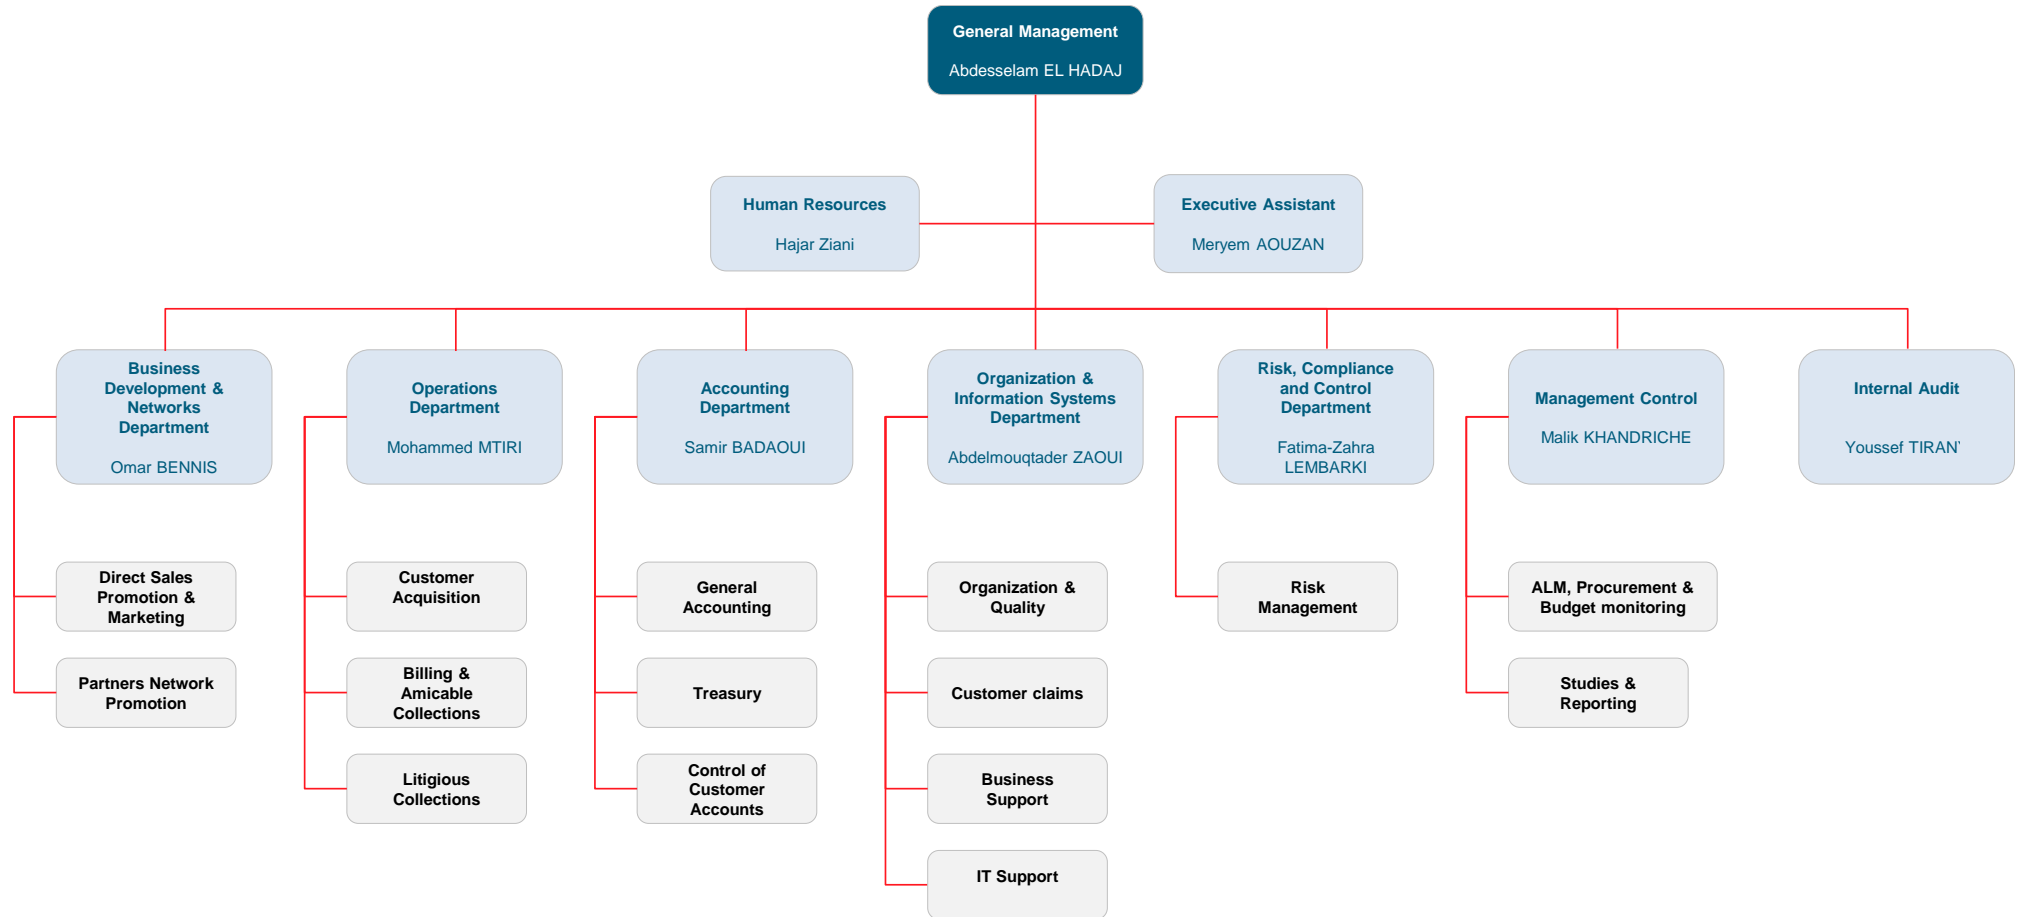 General Management
Abdesselam EL HADAJ
Human Resources
Hajar Ziani
Executive Assistant
Meryem AOUZAN
Business
Development &
Networks
Department
Omar BENNIS
Operations
Department
Mohammed MTIRI
Accounting
Department
Samir BADAOUI
Organization &
Information Systems
Department
Abdelmouqtader ZAOUI
Risk, Compliance
and Control
Department
Fatima-Zahra
LEMBARKI
Management Control
Malik KHANDRICHE
Internal Audit
Youssef
Direct Sales
Promotion &
Marketing
Partners Network
Promotion
Customer
Acquisition
Billing &
Amicable
Collections
Litigious
Collections
General
Accounting
Treasury
Control of
Customer
Accounts
Organization &
Quality
Customer claims
Business
Support
IT Support
Risk
Management
ALM, Procurement &
Budget monitoring
Studies &
Reporting